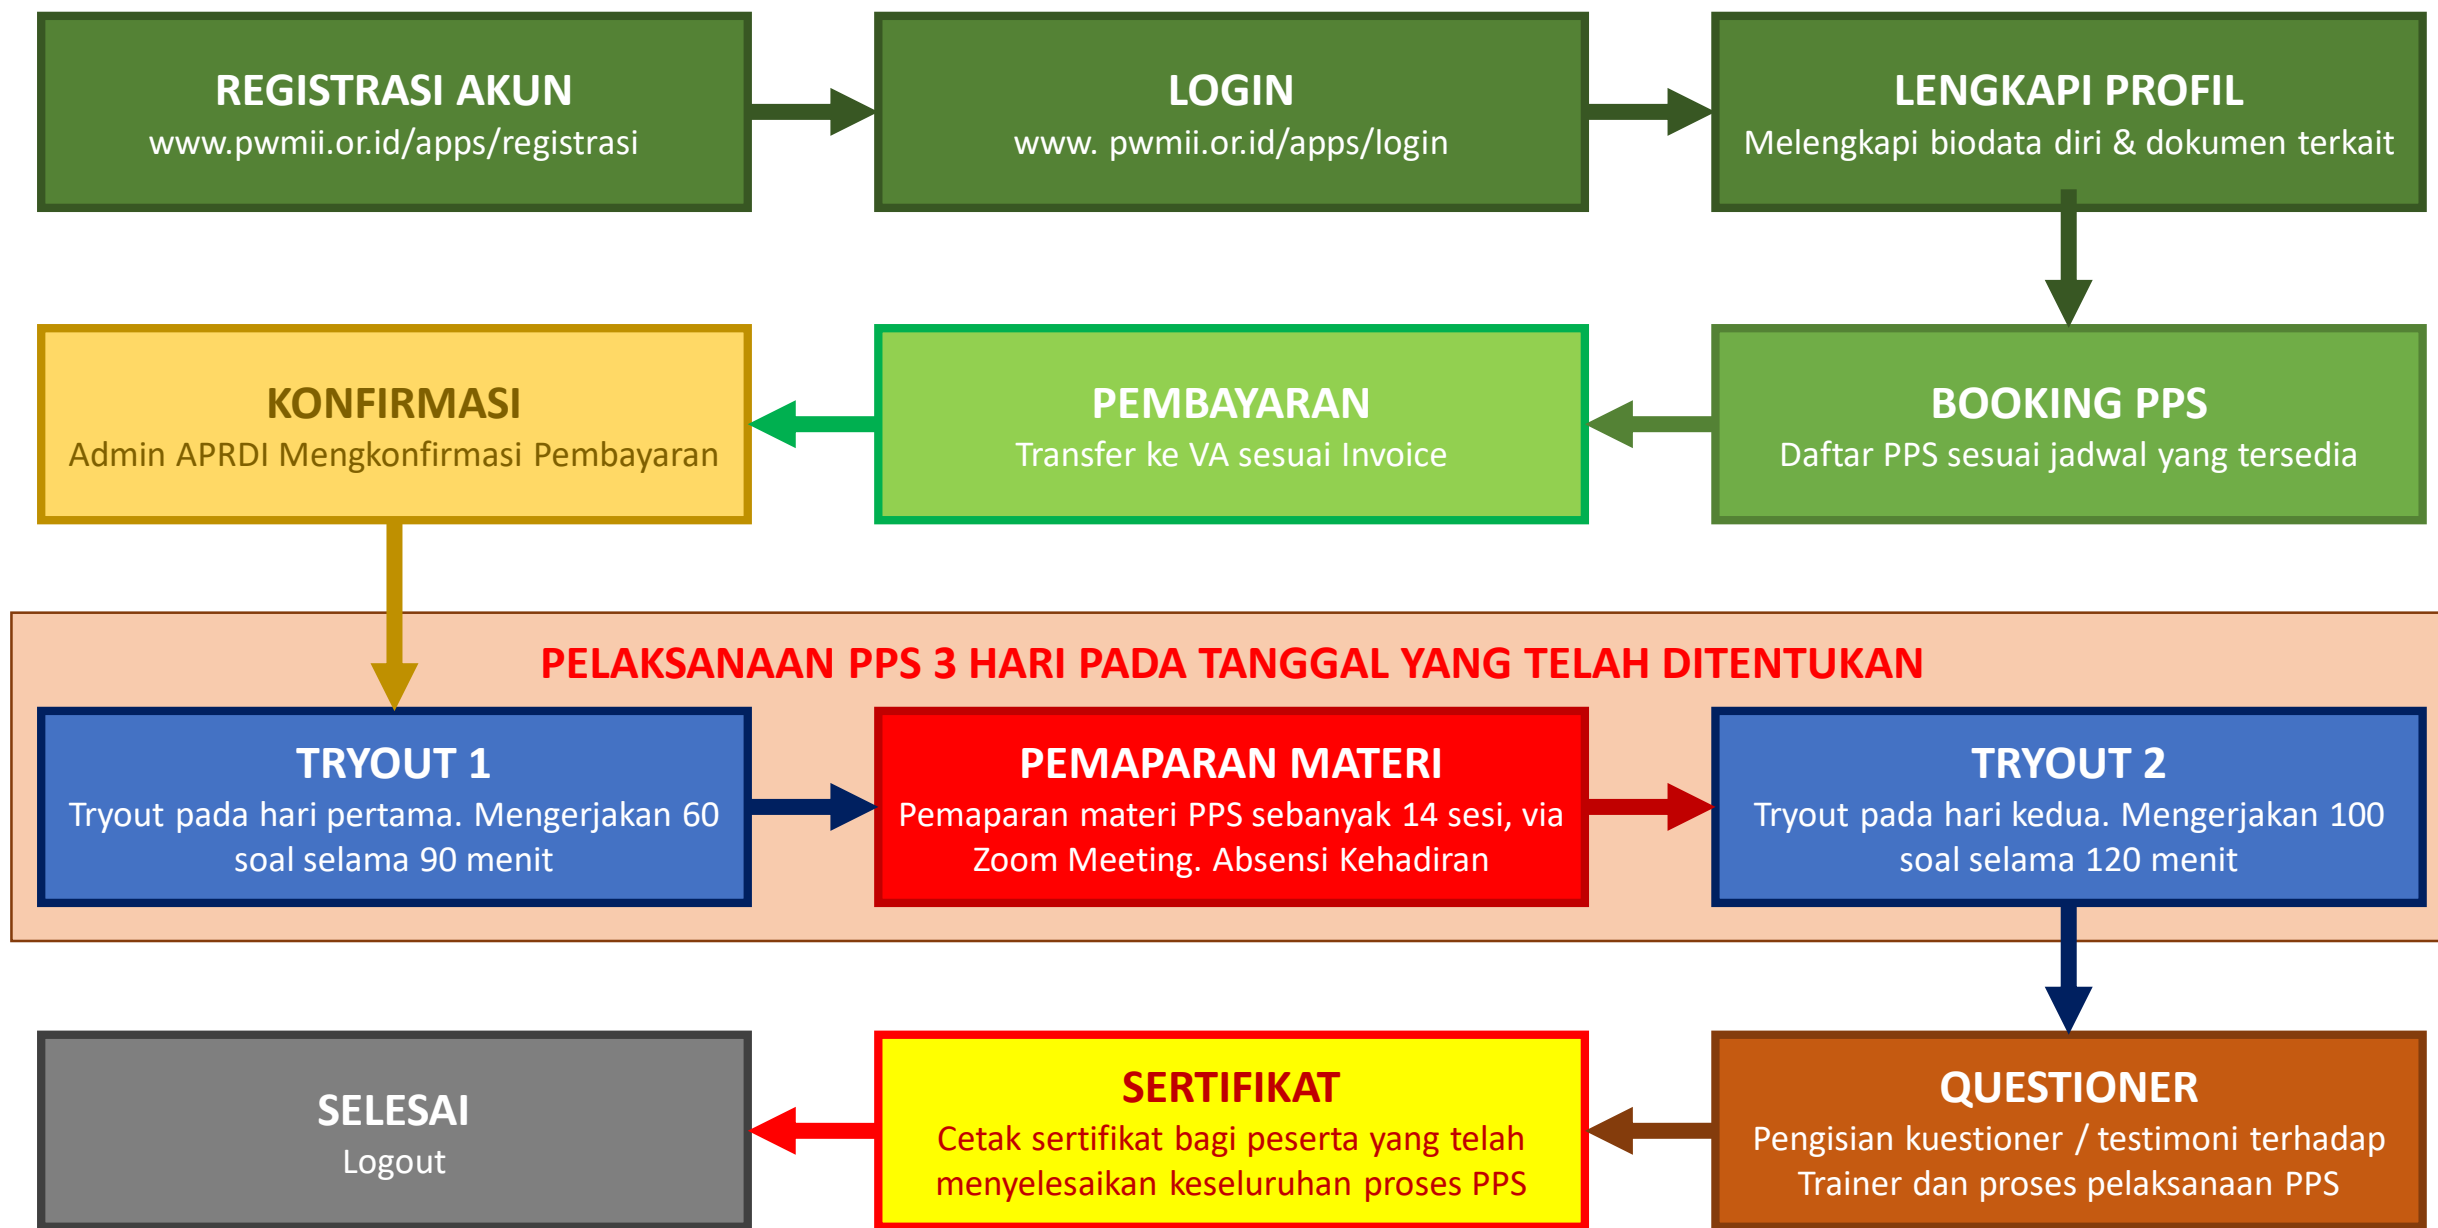 REGISTRASI AKUN
www.pwmii.or.id/apps/registrasi
LOGIN
www. pwmii.or.id/apps/login
LENGKAPI PROFIL
Melengkapi biodata diri & dokumen terkait
BOOKING PPS
Daftar PPS sesuai jadwal yang tersedia
PEMBAYARAN
Transfer ke VA sesuai Invoice
KONFIRMASI
Admin APRDI Mengkonfirmasi Pembayaran
PELAKSANAAN PPS 3 HARI PADA TANGGAL YANG TELAH DITENTUKAN
TRYOUT 1
Tryout pada hari pertama. Mengerjakan 60
soal selama 90 menit
PEMAPARAN MATERI
Pemaparan materi PPS sebanyak 14 sesi, via
Zoom Meeting. Absensi Kehadiran
TRYOUT 2
Tryout pada hari kedua. Mengerjakan 100
soal selama 120 menit
QUESTIONER
Pengisian kuestioner / testimoni terhadap
Trainer dan proses pelaksanaan PPS
SERTIFIKAT
Cetak sertifikat bagi peserta yang telah
menyelesaikan keseluruhan proses PPS
SELESAI
Logout